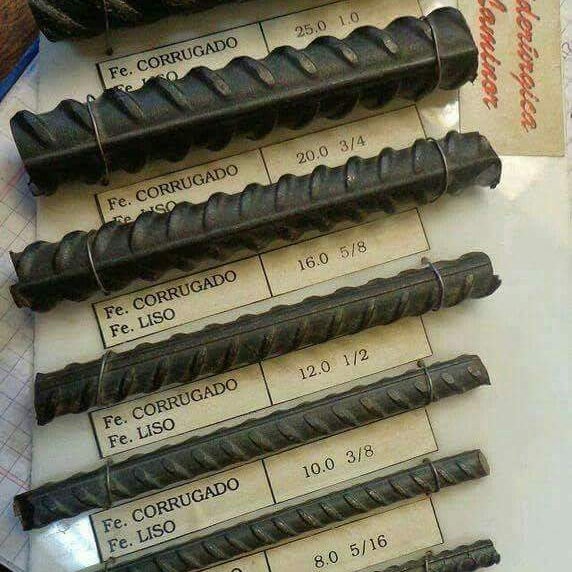 Siderúrgica
Laminor
Fe. CORRUGADO 25.0 1.0
Fe. LISO
Fe. CORRUGADO 20.0 3/4
Fe. LISO
Fe. CORRUGADO 16.0 5/8
Fe. LISO
Fe. CORRUGADO 12.0 1/2
Fe. LISO
Fe. CORRUGADO 10.0 3/8
Fe. LISO
8.0 5/16